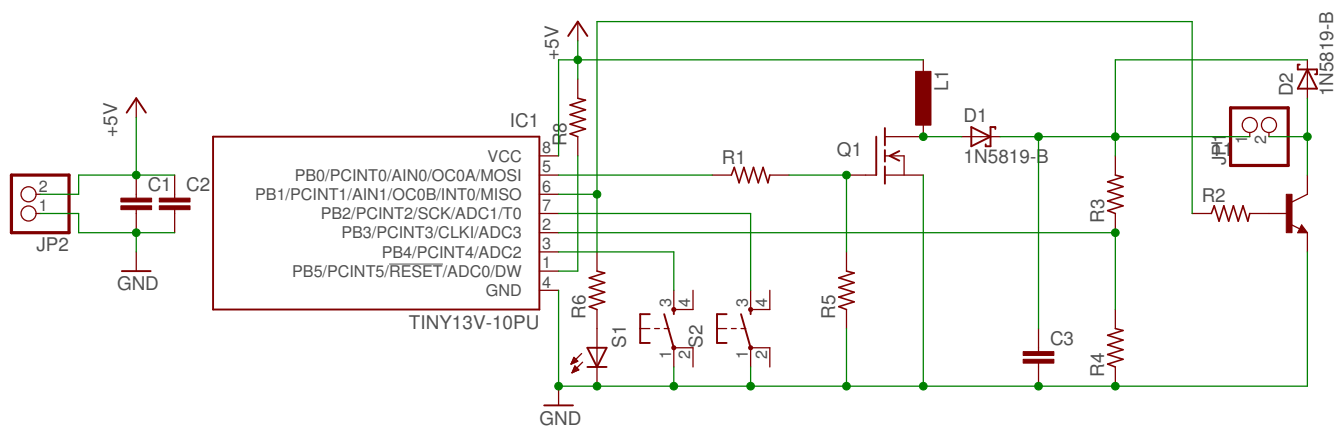 +5V
1N5819-B
D2
L1
+5V
IC1
R8
D1
1N5819-B
JP1
1
2
VCC
8
R1
Q1
PB0/PCINT0/AIN0/OC0A/MOSI
5
PB1/PCINT1/AIN1/OC0B/INT0/MISO
6
C1
C2
2
1
JP2
PB2/PCINT2/SCK/ADC1/T0
7
R2
R3
PB3/PCINT3/CLKI/ADC3
2
PB4/PCINT4/ADC2
3
PB5/PCINT5/RESET/ADC0/DW
1
GND
GND
4
TINY13V-10PU
R6
3
4
S1
1
2
3
4
S2
1
2
R5
C3
R4
GND